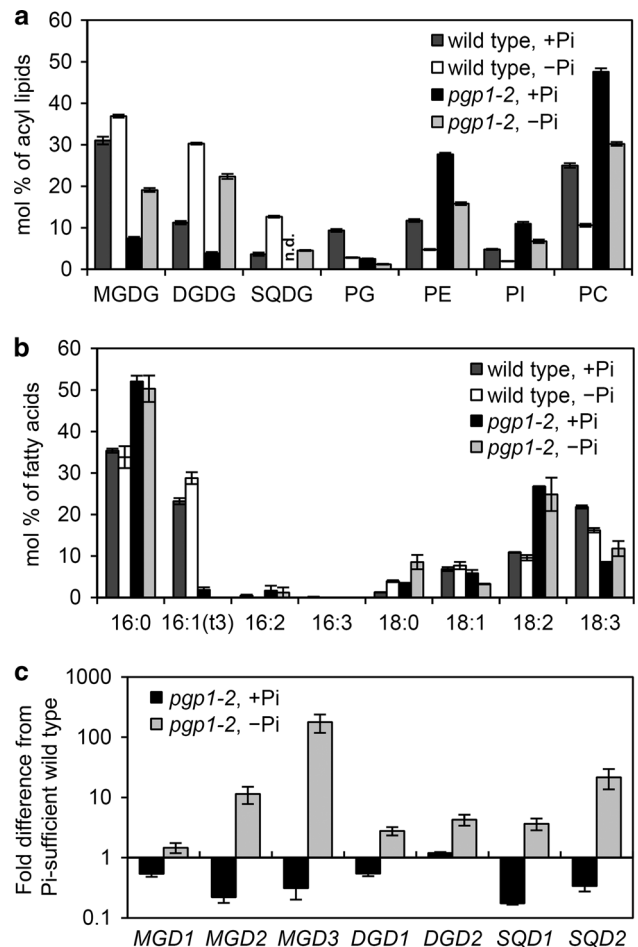 a
mol % of acyl lipids
60
50
40
30
20
10
0
wild type, +Pi
wild type, −Pi
pgp1-2, +Pi
pgp1-2, −Pi
n.d.
MGDG DGDG SQDG PG PE PI PC
b
mol % of fatty acids
60
50
40
30
20
10
0
wild type, +Pi
wild type, −Pi
pgp1-2, +Pi
pgp1-2, −Pi
16:0 16:1(t3) 16:2 16:3 18:0 18:1 18:2 18:3
c
Fold difference from
Pi-sufficient wild type
1000
100
10
1
0.1
pgp1-2, +Pi
pgp1-2, −Pi
MGD1 MGD2 MGD3 DGD1 DGD2 SQD1 SQD2